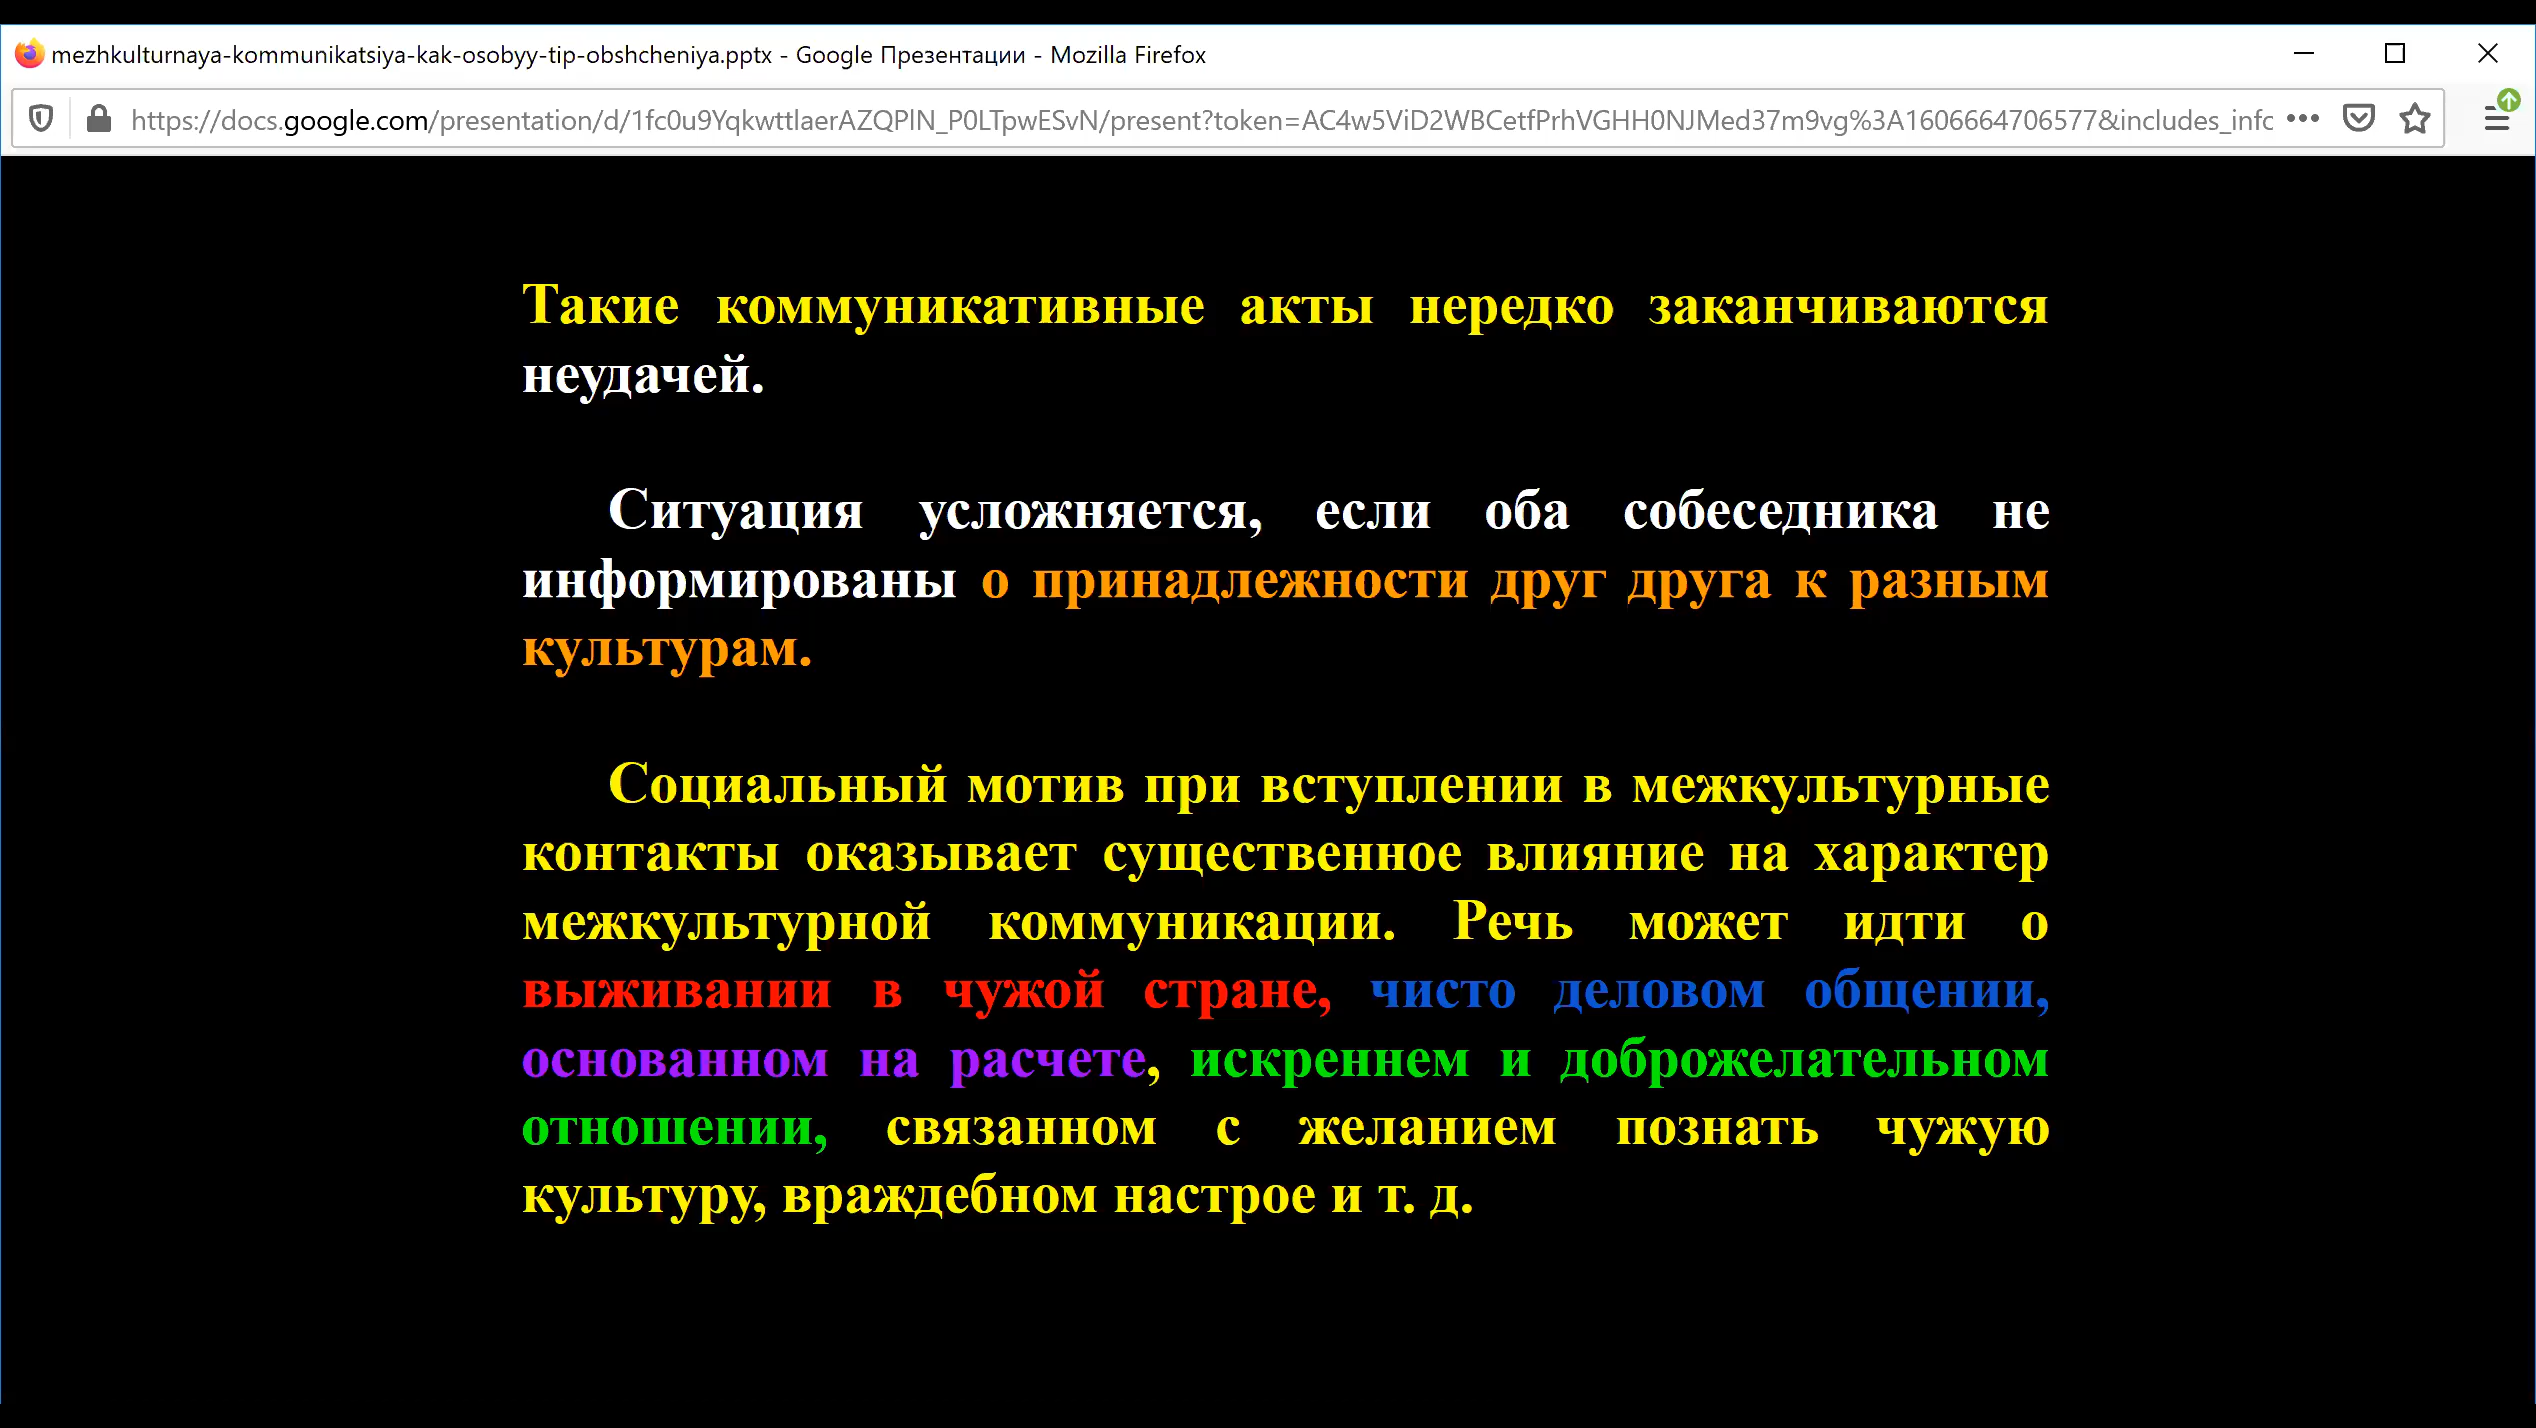 mezhkulturnaya-kommunikatsiya-kak-osobyy-tip-obshcheniya.pptx - Google Презентации - Mozilla Firefox
https://docs.google.com/presentation/d/1fc0u9YqkwttlaerAZQPlN_P0LTpwESvN/present?token=AC4w5ViD2WBCetfPrhVGHH0NJMed37m9vg%3A1606664706577&includes_info
Такие коммуникативные акты нередко заканчиваются
неудачей.
Ситуация усложняется, если оба собеседника не
информированы о принадлежности друг друга к разным
культурам.
Социальный мотив при вступлении в межкультурные
контакты оказывает существенное влияние на характер
межкультурной коммуникации. Речь может идти о
выживании в чужой стране, чисто деловом общении,
основанном на расчете, искреннем и доброжелательном
отношении, связанном с желанием познать чужую
культуру, враждебном настрое и т. д.